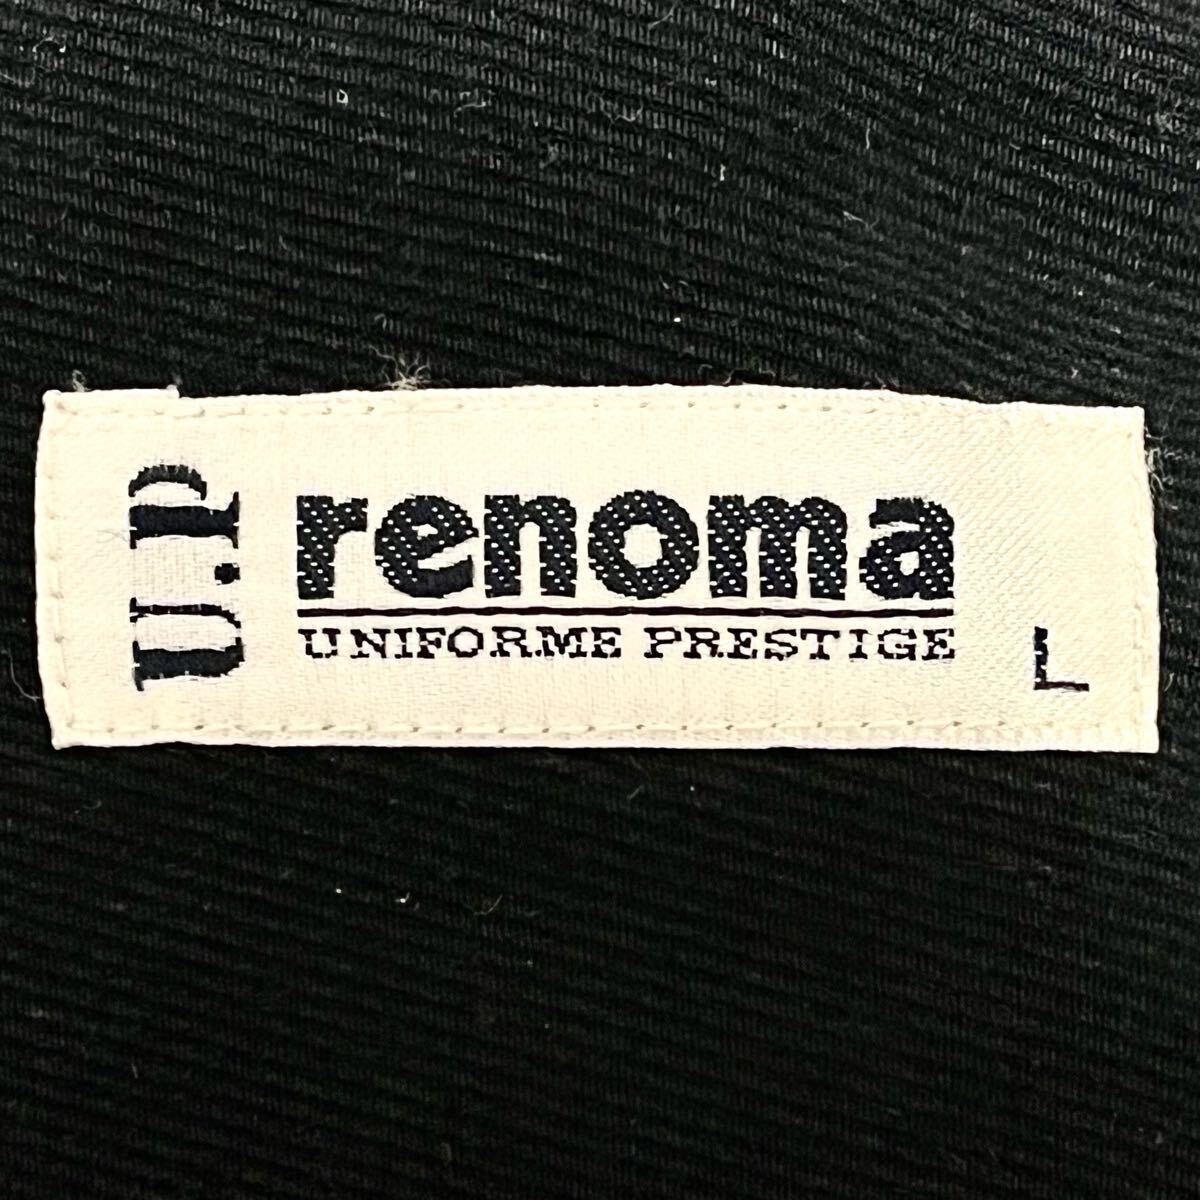 U.P
renoma
UNIFORME PRESTIGE
L